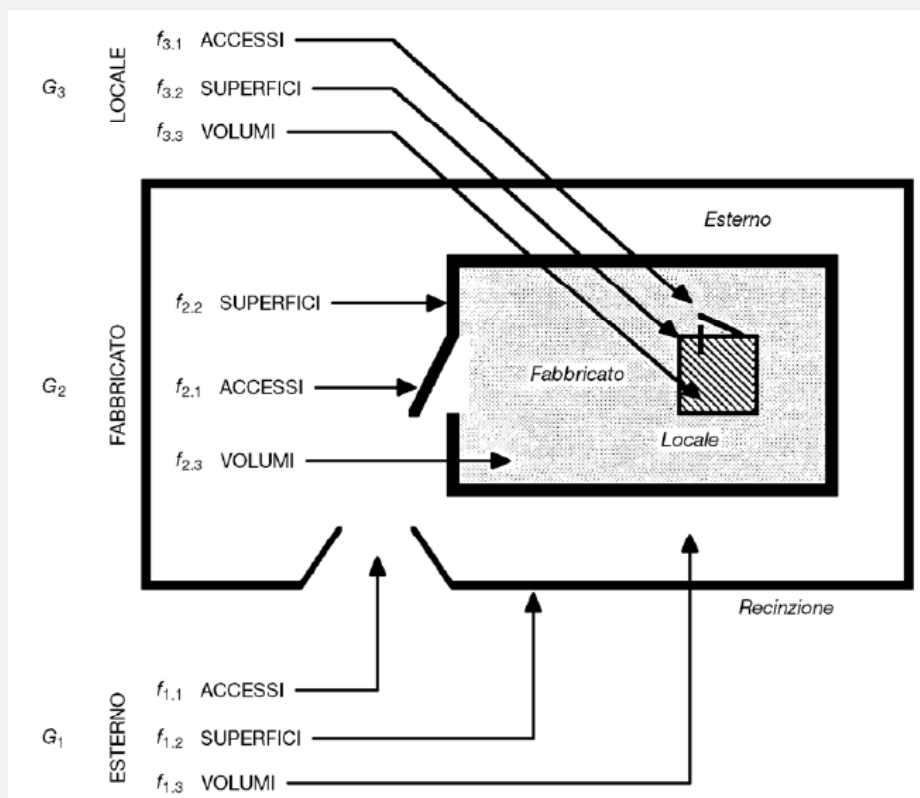 G3 LOCALE f3.1 ACCESSI
f3.2 SUPERFICI
f3.3 VOLUMI
Esterno
G2 FABBRICATO f2.2 SUPERFICI
f2.1 ACCESSI
Fabbricato
Locale
f2.3 VOLUMI
Recinzione
G1 ESTERNO f1.1 ACCESSI
f1.2 SUPERFICI
f1.3 VOLUMI